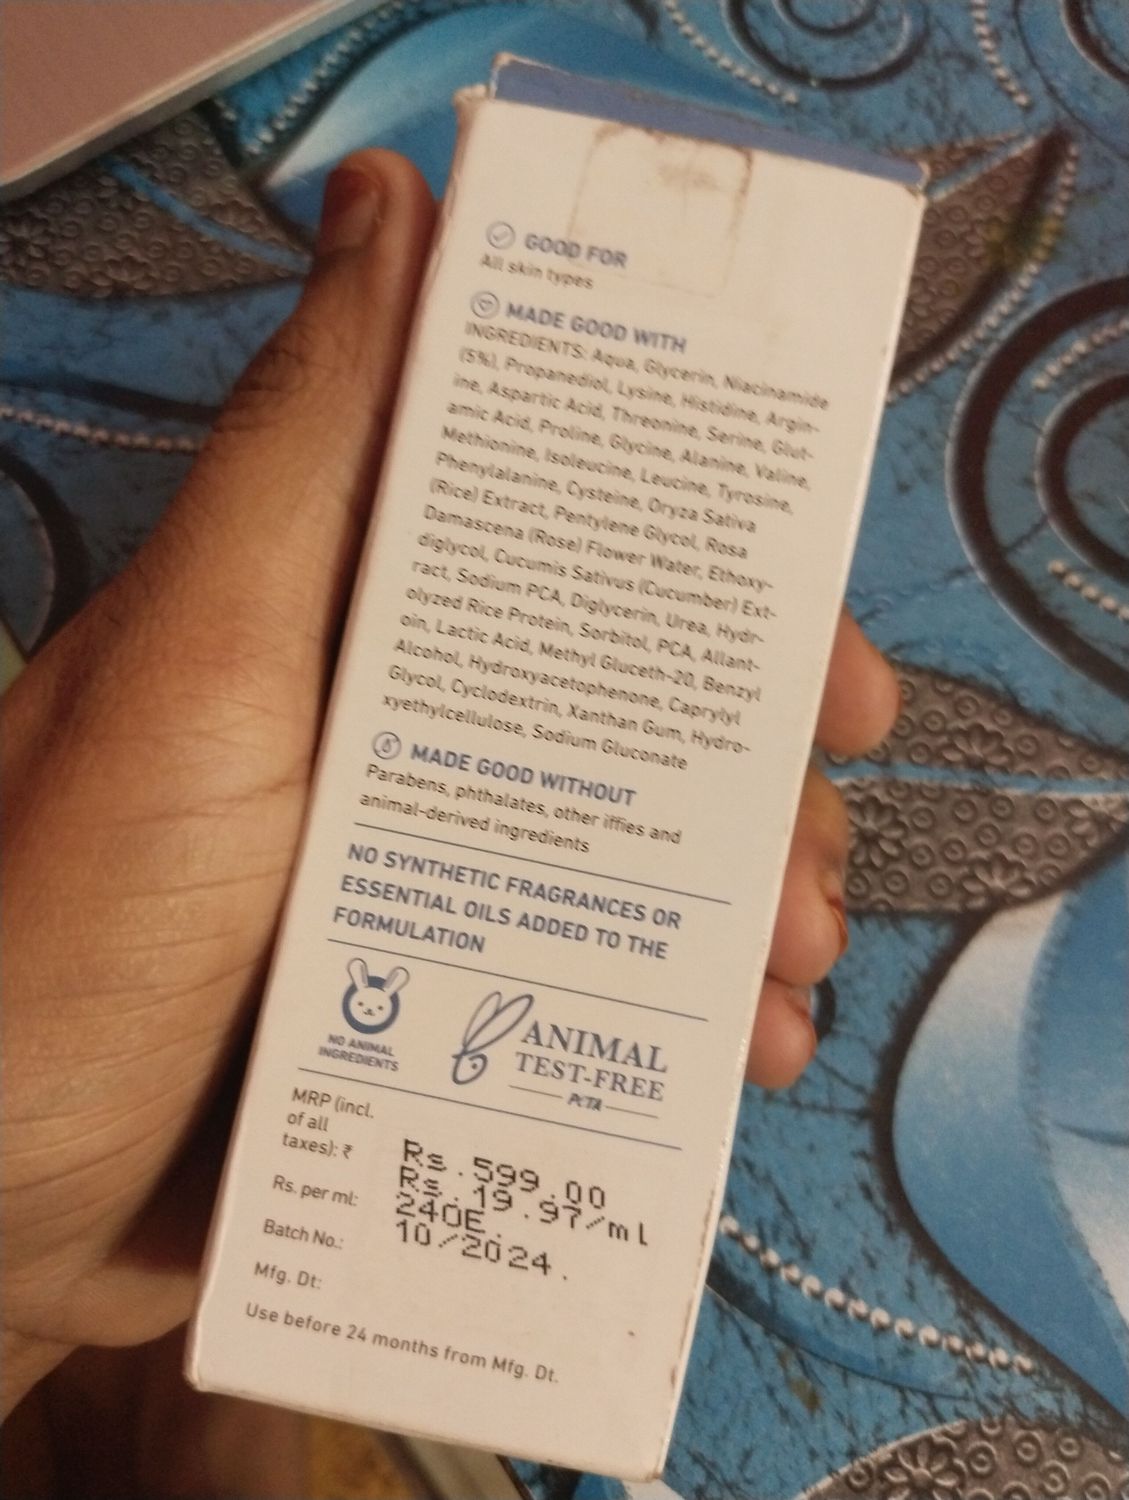 GOOD FOR
All skin types
MADE GOOD WITH
INGREDIENTS: Aqua, Glycerin, Niacinamide
(5%), Propanediol, Lysine, Histidine, Argin-
ine, Aspartic Acid, Threonine, Serine, Glut-
amic Acid, Proline, Glycine, Alanine, Valine,
Methionine, Isoleucine, Leucine, Tyrosine,
Phenylalanine, Cysteine, Oryza Sativa
(Rice) Extract, Pentylene Glycol, Rosa
Damascena (Rose) Flower Water, Ethoxy-
diglycol, Cucumis Sativus (Cucumber) Ext-
ract, Sodium PCA, Diglycerin, Urea, Hydr-
olyzed Rice Protein, Sorbitol, PCA, Allant-
oin, Lactic Acid, Methyl Gluceth-20, Benzyl
Alcohol, Hydroxyacetophenone, Caprylyl
Glycol, Cyclodextrin, Xanthan Gum, Hydro-
xyethylcellulose, Sodium Gluconate
MADE GOOD WITHOUT
Parabens, phthalates, other iffies and
animal-derived ingredients
NO SYNTHETIC FRAGRANCES OR
ESSENTIAL OILS ADDED TO THE
FORMULATION
NO ANIMAL
INGREDIENTS
ANIMAL
TEST-FREE
PETA
MRP (incl.
of all
taxes): ₹
Rs.599.00
Rs. per ml:
Rs.19.97/ml
Batch No.:
240E.
Mfg. Dt:
10/2024.
Use before 24 months from Mfg. Dt.